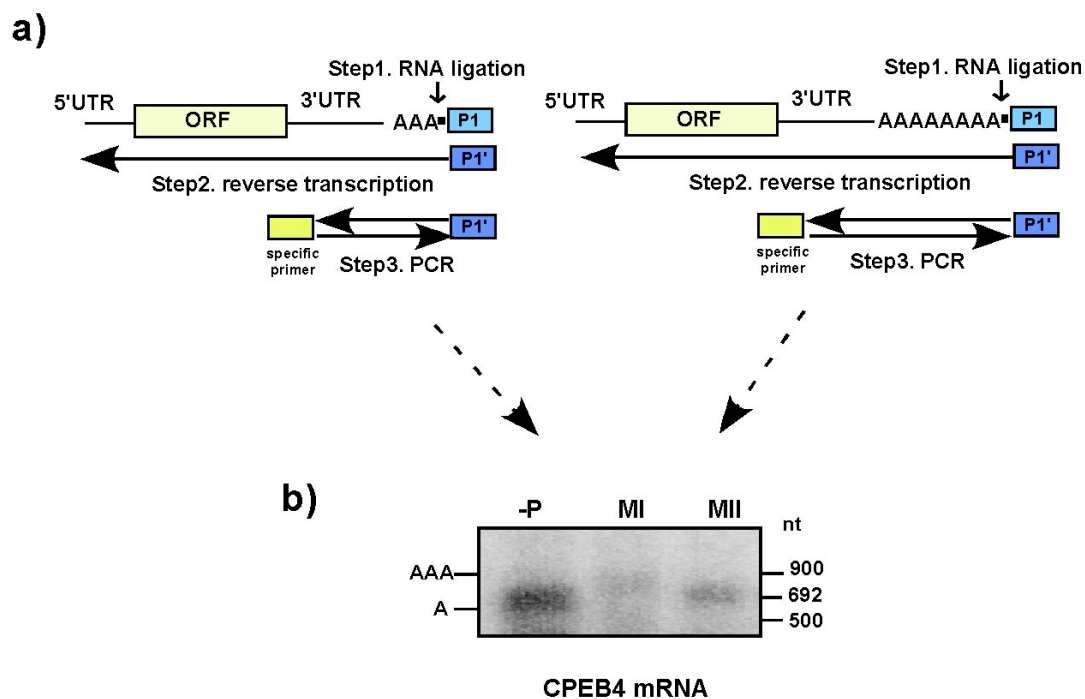 a)
Step1. RNA ligation
5'UTR
ORF
3'UTR
AAA
P1
P1'
Step2. reverse transcription
P1'
specific
primer
Step3. PCR
Step1. RNA ligation
5'UTR
ORF
3'UTR
AAAAAAAA
P1
P1'
Step2. reverse transcription
P1'
specific
primer
Step3. PCR
b)
-P MI MII nt
AAA 900
692
A
500
CPEB4 mRNA